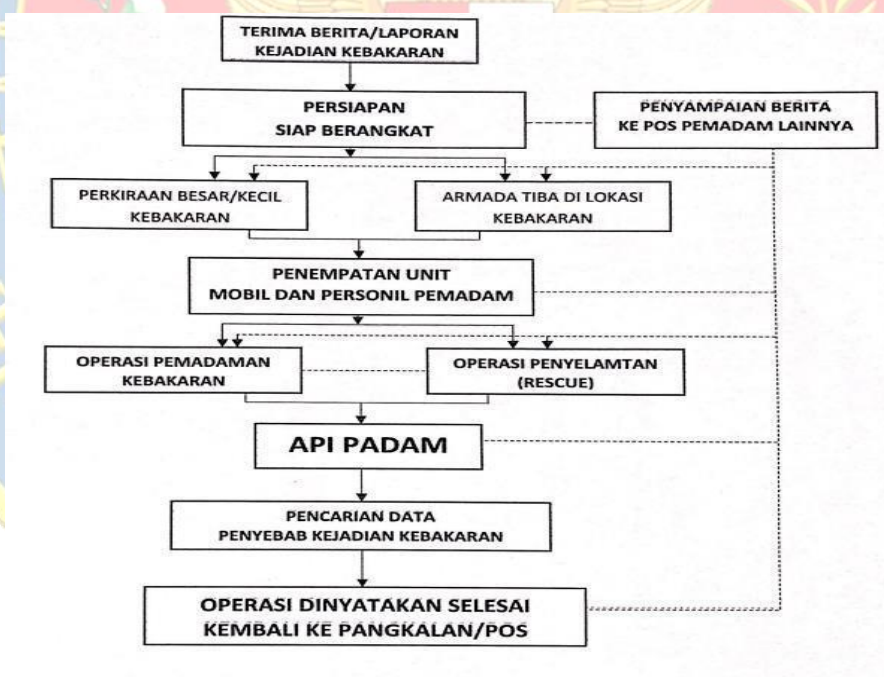 TERIMA BERITA/LAPORAN
KEJADIAN KEBAKARAN
PERSIAPAN
SIAP BERANGKAT
PENYAMPAIAN BERITA
KE POS PEMADAM LAINNYA
PERKIRAAN BESAR/KECIL
KEBAKARAN
ARMADA TIBA DI LOKASI
KEBAKARAN
PENEMPATAN UNIT
MOBIL DAN PERSONIL PEMADAM
OPERASI PEMADAMAN
KEBAKARAN
OPERASI PENYELAMTAN
(RESCUE)
API PADAM
PENCARIAN DATA
PENYEBAB KEJADIAN KEBAKARAN
OPERASI DINYATAKAN SELESAI
KEMBALI KE PANGKALAN/POS